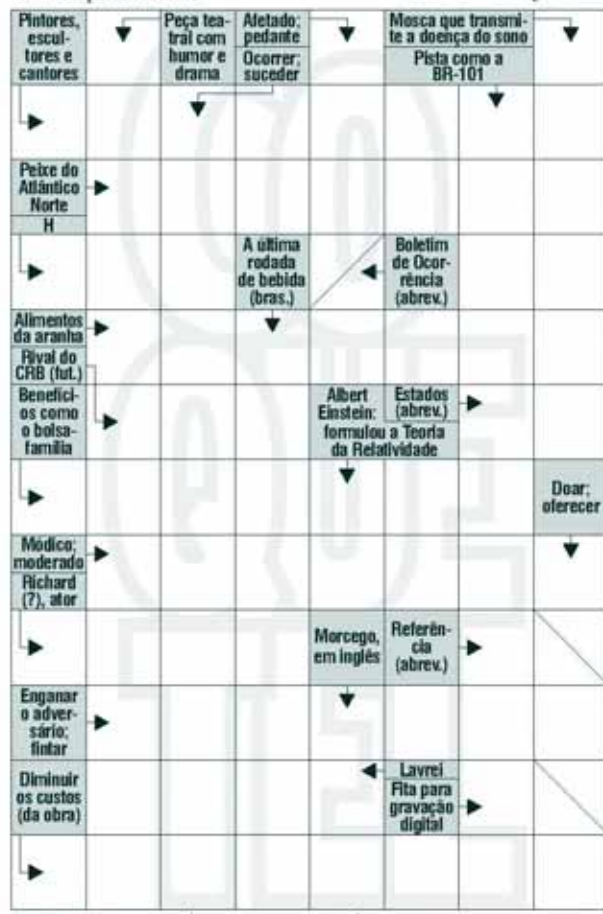 Pintores,
escul-
tores e
cantores
Peça tea-
tral com
humor e
drama
Afetado;
pedante
Ocorrer;
suceder
Mosca que transmi-
te a doença do sono
Pista como a
BR-101
Peixe do
Atlântico
Norte
H
A última
rodada
de bebida
(bras.)
Boletim
de Ocor-
rência
(abrev.)
Alimentos
da aranha
Rival do
CRB (fut.)
Benefíci-
os como
o bolsa-
família
Albert
Einstein:
Estados
(abrev.)
formulou a Teoria
da Relatividade
Doar;
oferecer
Módico;
moderado
Richard
(?), ator
Morcego,
em inglês
Referên-
cia
(abrev.)
Enganar
o adver-
sário;
fintar
Diminuir
os custos
(da obra)
Lavrei
Fita para
gravação
digital